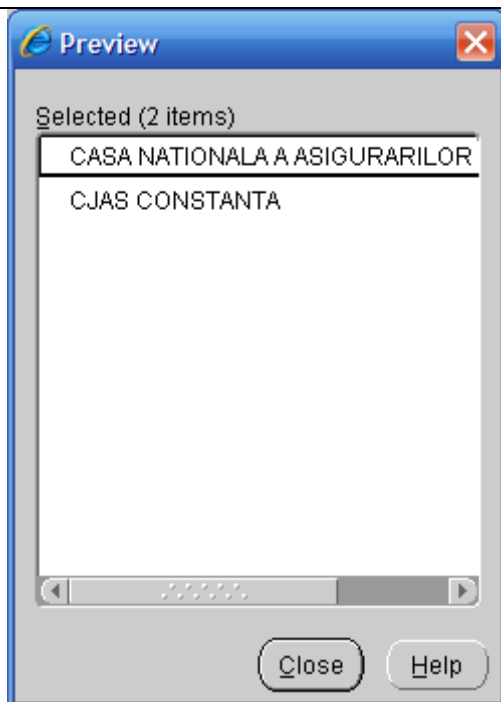 Preview
Selected (2 items)
CASA NATIONALA A ASIGURARILOR
CJAS CONSTANTA
Close Help